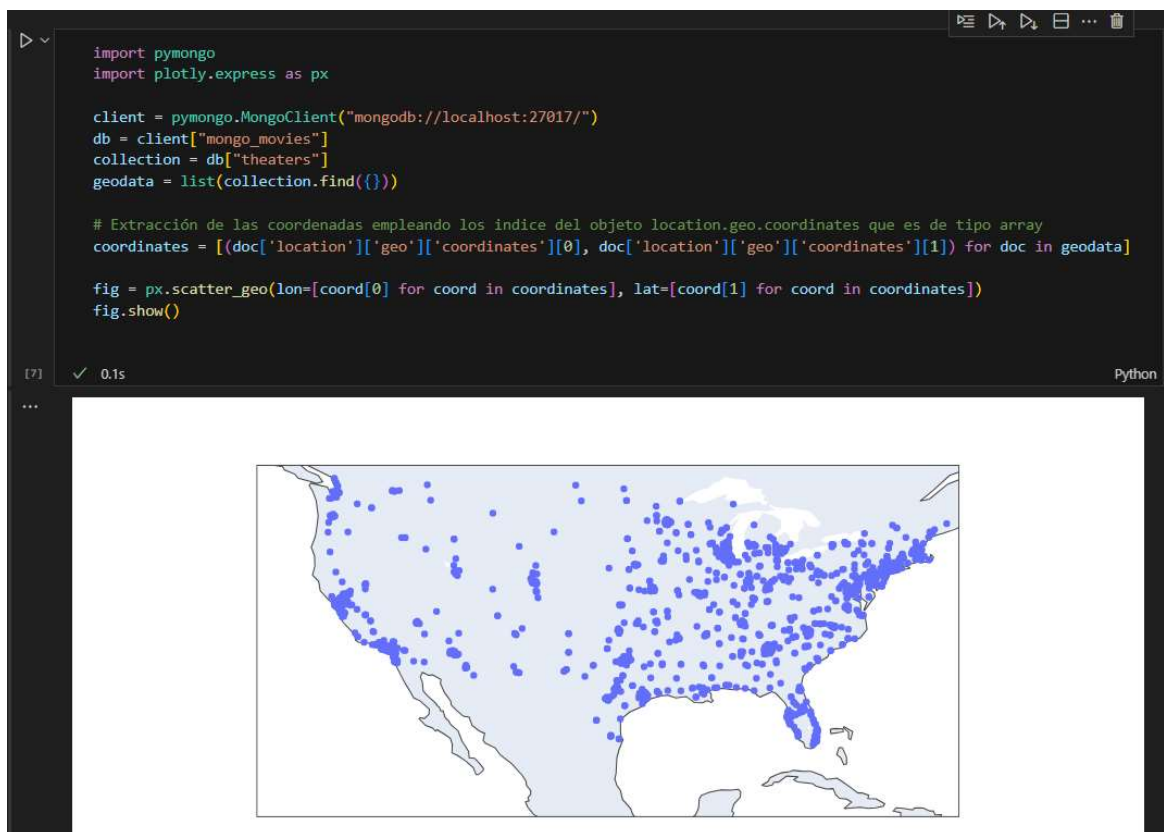 import pymongo
import plotly.express as px
client = pymongo.MongoClient("mongodb://localhost:27017/")
db = client["mongo_movies"]
collection = db["theaters"]
geodata = list(collection.find({}))
# Extracción de las coordenadas empleando los indice del objeto location.geo.coordinates que es de tipo array
coordinates = [(doc['location']['geo']['coordinates'][0], doc['location']['geo']['coordinates'][1]) for doc in geodata]
fig = px.scatter_geo(lon=[coord[0] for coord in coordinates], lat=[coord[1] for coord in coordinates])
fig.show()
[7] ✓ 0.1s Python